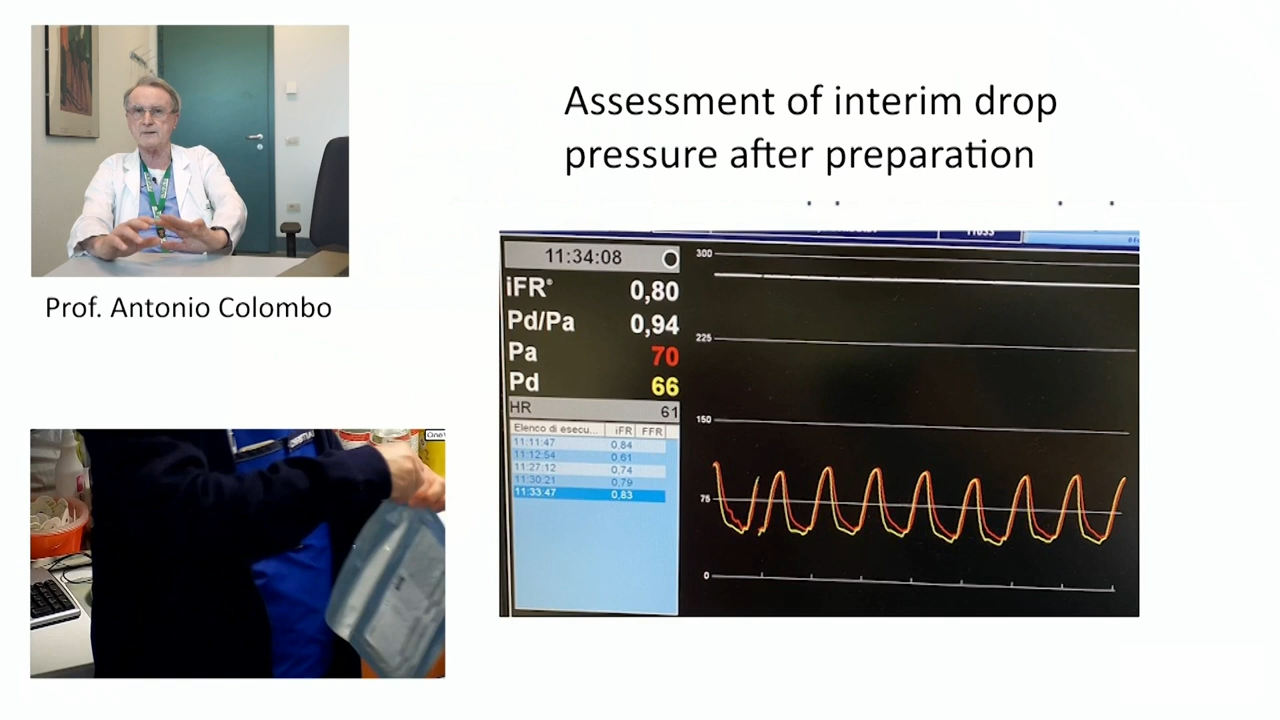 Assessment of interim drop
pressure after preparation
Prof. Antonio Colombo
11:34:08
iFR® 0,80
Pd/Pa 0,94
Pa 70
Pd 66
HR 61
Elenco di esecu... iFR FFR
11:11:47 0,84
11:12:54 0,61
11:27:12 0,74
11:30:21 0,79
11:33:47 0,83
300
225
150
75
0